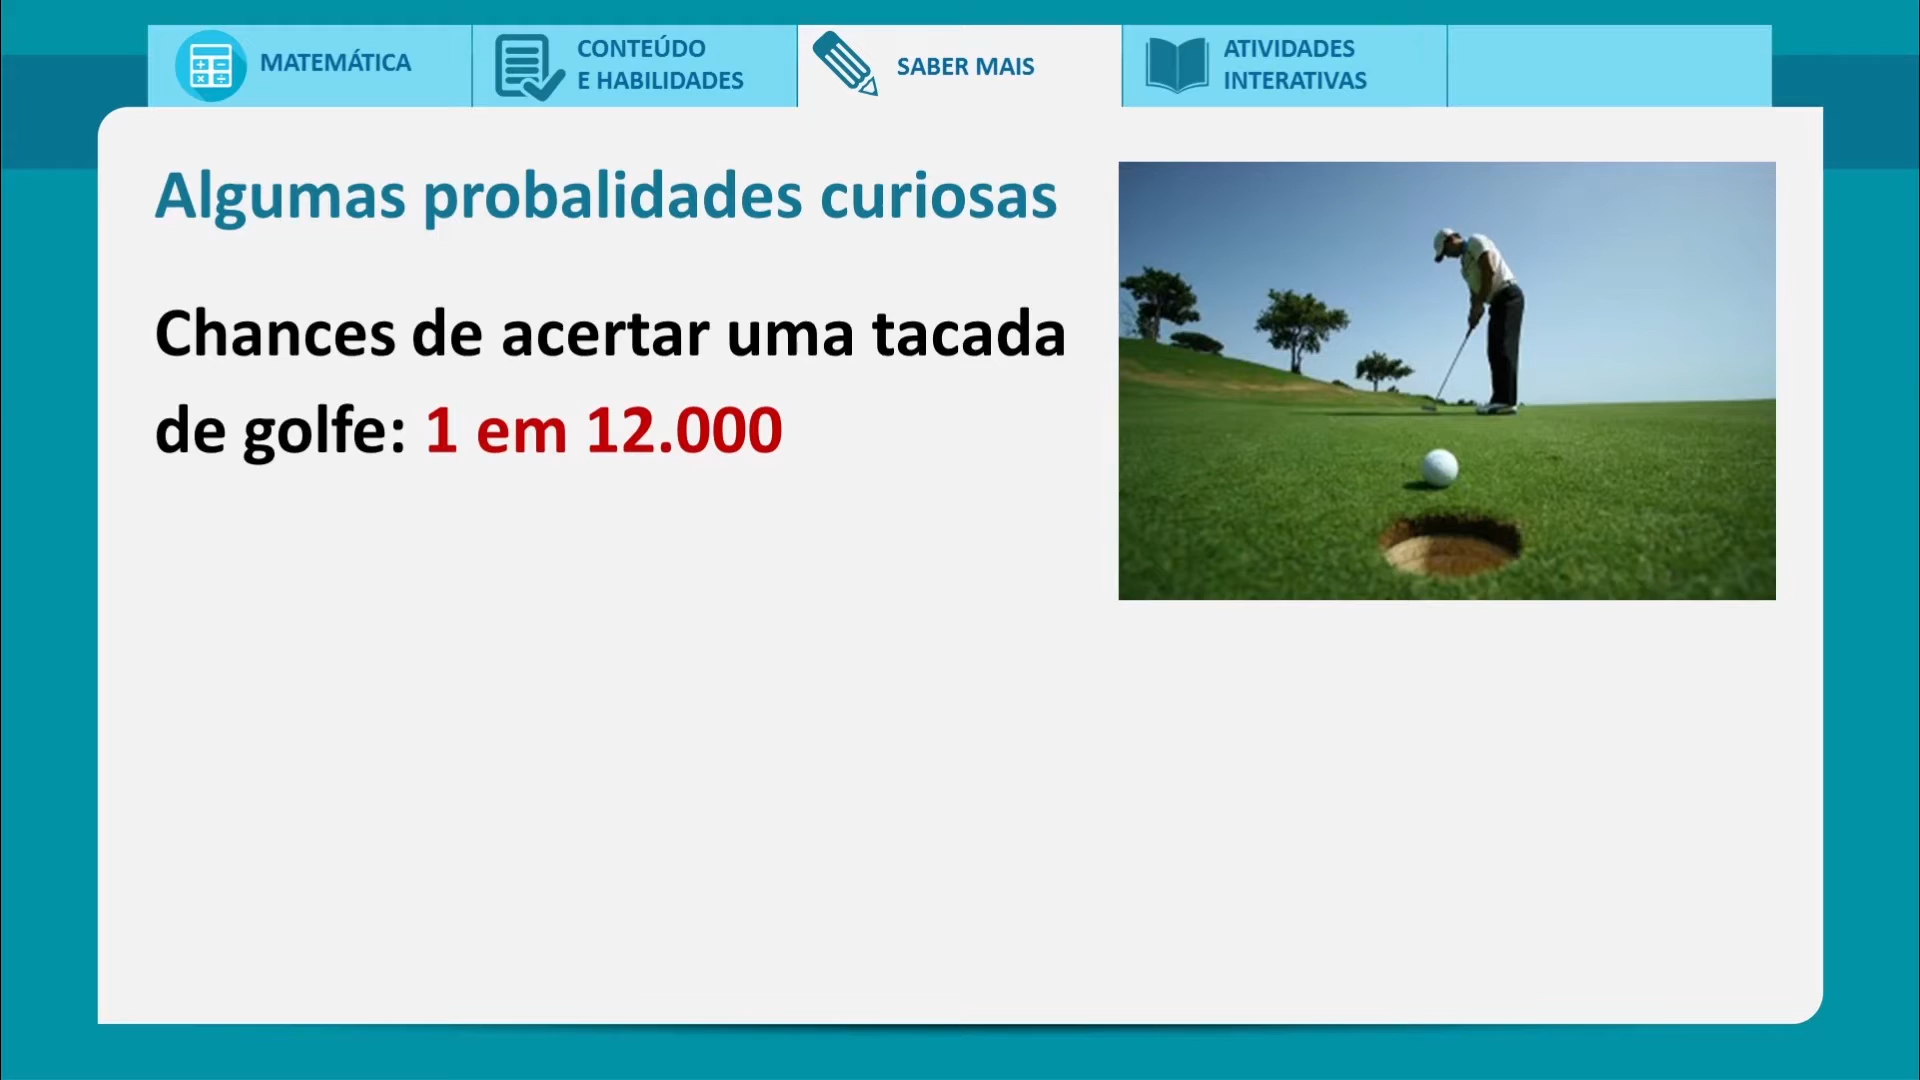 MATEMÁTICA
CONTEÚDO
E HABILIDADES
SABER MAIS
ATIVIDADES
INTERATIVAS
Algumas probalidades curiosas
Chances de acertar uma tacada
de golfe: 1 em 12.000